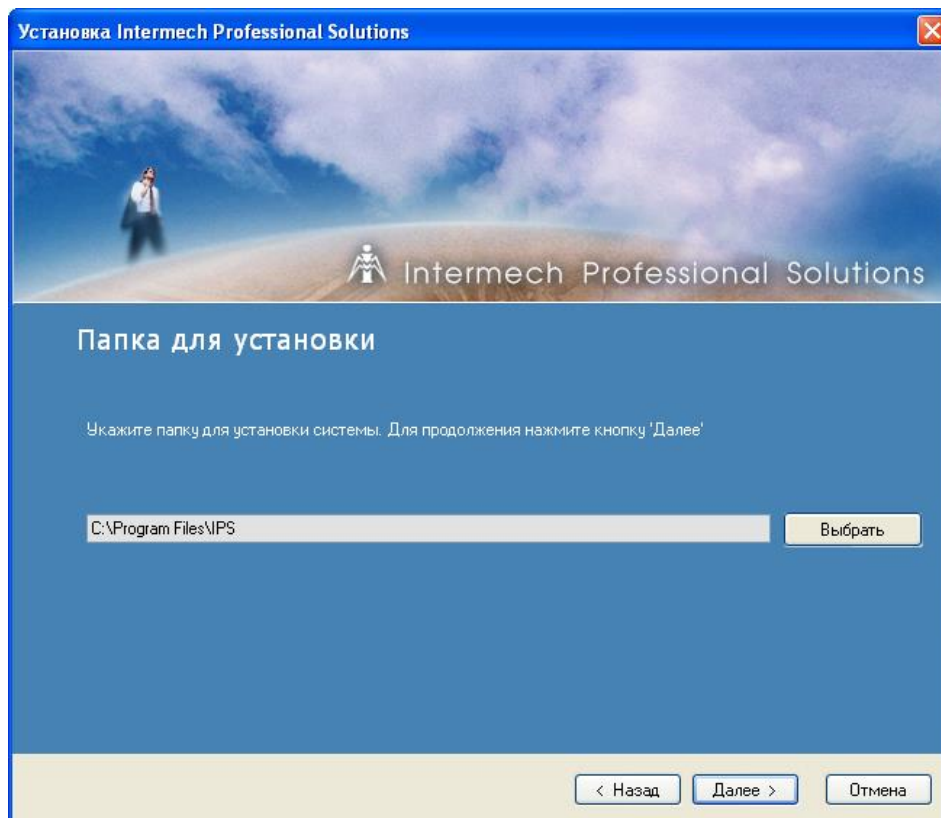 Установка Intermech Professional Solutions
Intermech Professional Solutions
Папка для установки
Укажите папку для установки системы. Для продолжения нажмите кнопку 'Далее'
C:\Program Files\IPS
Выбрать
< Назад
Далее >
Отмена